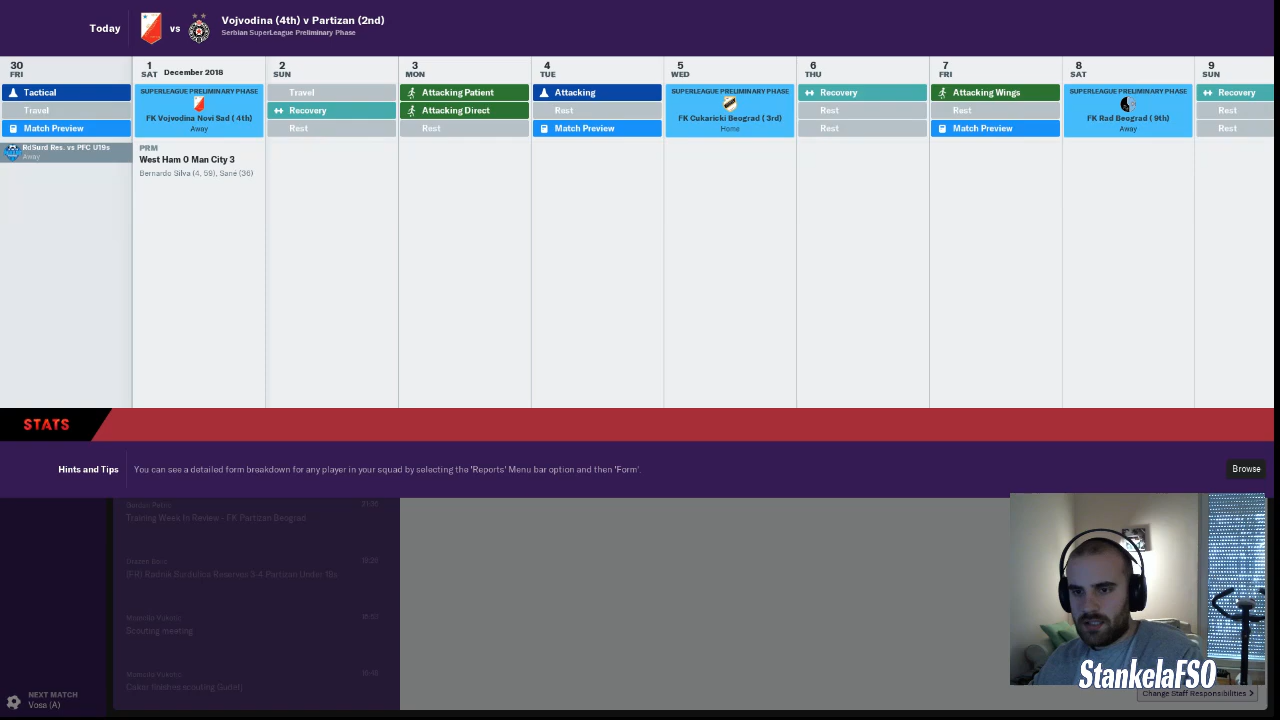 Today
vs
Vojvodina (4th) v Partizan (2nd)
Serbian SuperLeague Preliminary Phase
30
FRI
1
SAT December 2018
2
SUN
3
MON
4
TUE
5
WED
6
THU
7
FRI
8
SAT
9
SUN
Tactical
Travel
Match Preview
RdSurd Res. vs PFC U19s
Away
SUPERLEAGUE PRELIMINARY PHASE
FK Vojvodina Novi Sad ( 4th)
Away
PRM
West Ham 0 Man City 3
Bernardo Silva (4, 59), Sané (36)
Travel
Recovery
Rest
Attacking Patient
Attacking Direct
Rest
Attacking
Rest
Match Preview
SUPERLEAGUE PRELIMINARY PHASE
FK Cukaricki Beograd ( 3rd)
Home
Recovery
Rest
Rest
Attacking Wings
Rest
Match Preview
SUPERLEAGUE PRELIMINARY PHASE
FK Rad Beograd ( 9th)
Away
Recovery
Rest
Rest
STATS
Hints and Tips
You can see a detailed form breakdown for any player in your squad by selecting the 'Reports' Menu bar option and then 'Form'.
Browse
Training Week In Review - FK Partizan Beograd
Scouting meeting
NEXT MATCH
Vosa (A)
StankelaFSO
Change Staff Responsibilities >